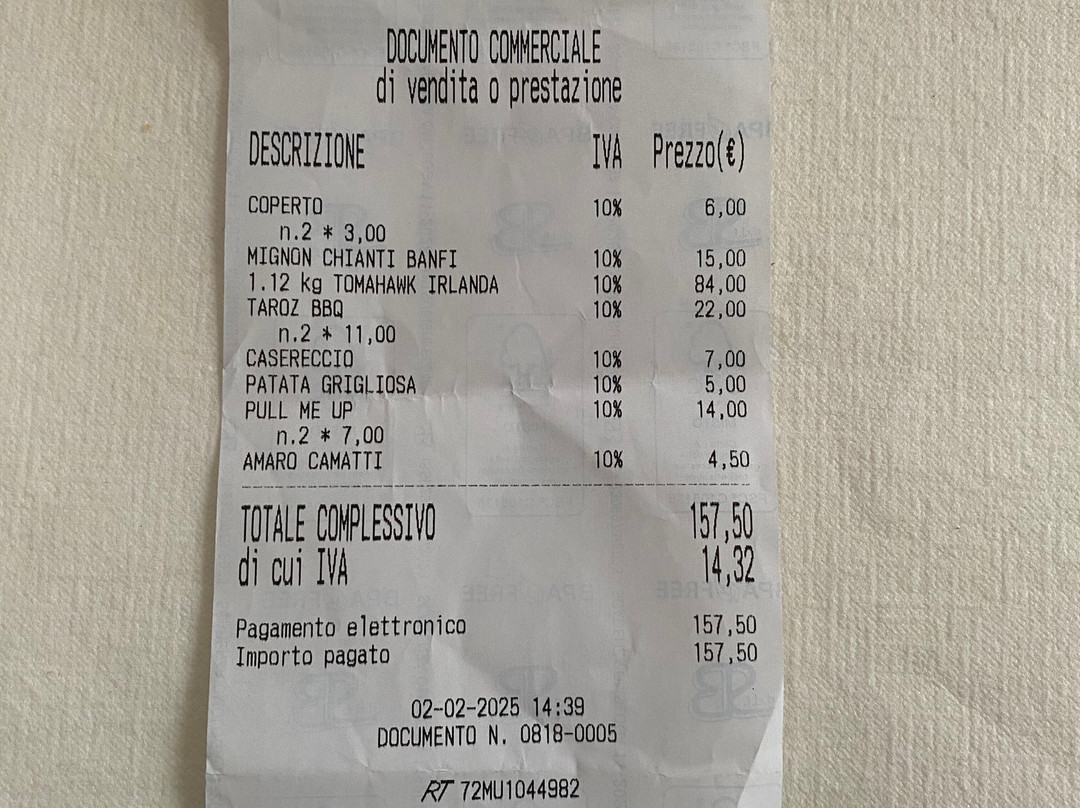 DOCUMENTO COMMERCIALE
di vendita o prestazione
DESCRIZIONE IVA Prezzo(€)
COPERTO 10% 6,00
n.2 * 3,00
MIGNON CHIANTI BANFI 10% 15,00
1.12 kg TOMAHAWK IRLANDA 10% 84,00
TAROZ BBQ 10% 22,00
n.2 * 11,00
CASERECCIO 10% 7,00
PATATA GRIGLIOSA 10% 5,00
PULL ME UP 10% 14,00
n.2 * 7,00
AMARO CAMATTI 10% 4,50
TOTALE COMPLESSIVO 157,50
di cui IVA 14,32
Pagamento elettronico 157,50
Importo pagato 157,50
02-02-2025 14:39
DOCUMENTO N. 0818-0005
RT 72MU1044982